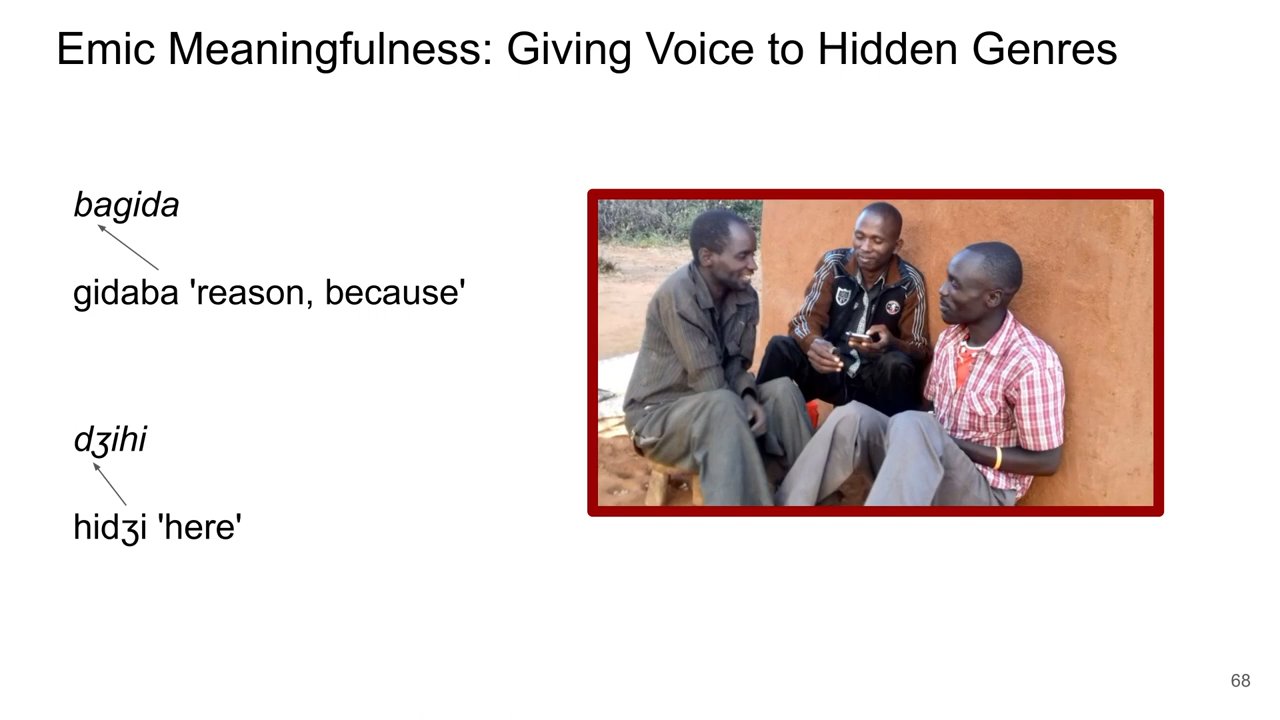 Emic Meaningfulness: Giving Voice to Hidden Genres
bagida
gidaba 'reason, because'
dʒihi
hidʒi 'here'
68